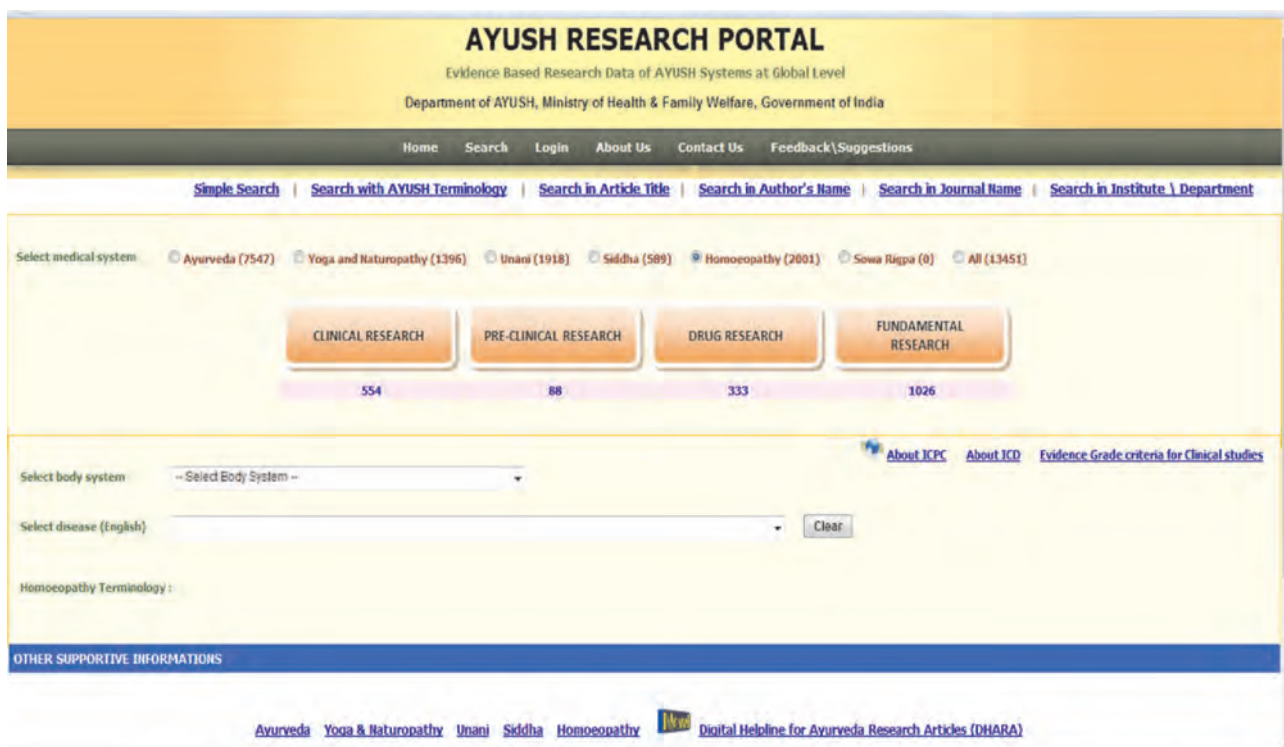 AYUSH RESEARCH PORTAL
Evidence Based Research Data of AYUSH Systems at Global Level
Department of AYUSH, Ministry of Health & Family Welfare, Government of India
Home Search Login About Us Contact Us Feedback\Suggestions
Simple Search | Search with AYUSH Terminology | Search in Article Title | Search in Author's Name | Search in Journal Name | Search in Institute \ Department
Select medical system Ayurveda (7547) Yoga and Naturopathy (1396) Unani (1918) Siddha (589) Homoeopathy (2001) Sowa Rigpa (0) All (13451)
CLINICAL RESEARCH PRE-CLINICAL RESEARCH DRUG RESEARCH FUNDAMENTAL
RESEARCH
554 88 333 1026
About ICPC About ICD Evidence Grade criteria for Clinical studies
Select body system -- Select Body System --
Select disease (English) Clear
Homoeopathy Terminology :
OTHER SUPPORTIVE INFORMATIONS
Ayurveda Yoga & Naturopathy Unani Siddha Homoeopathy New Digital Helpline for Ayurveda Research Articles (DHARA)